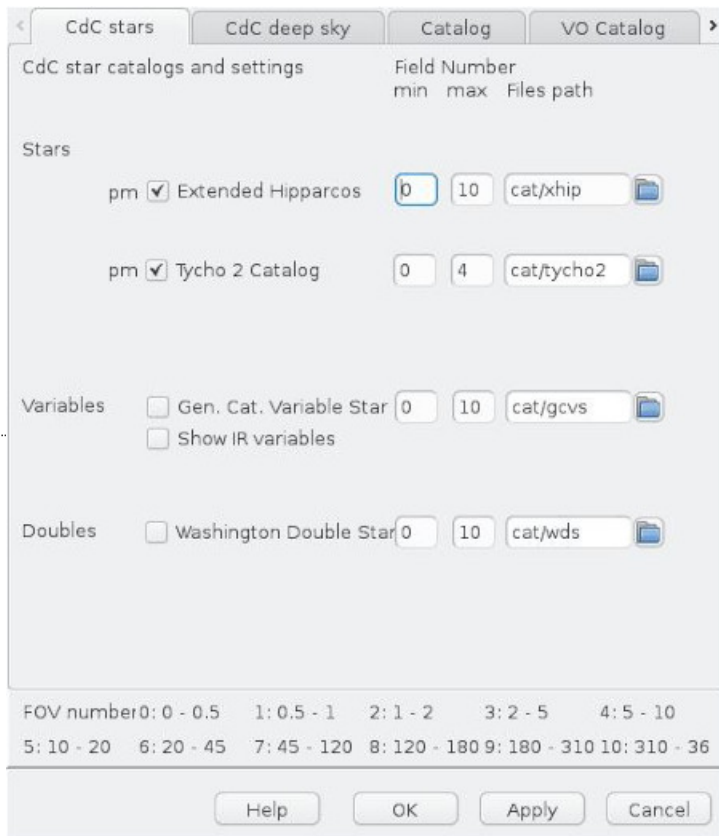 CdC stars CdC deep sky Catalog VO Catalog
CdC star catalogs and settings Field Number
min max Files path
Stars
pm Extended Hipparcos 0 10 cat/xhip
pm Tycho 2 Catalog 0 4 cat/tycho2
Variables Gen. Cat. Variable Star 0 10 cat/gcvs
Show IR variables
Doubles Washington Double Star 0 10 cat/wds
FOV number 0: 0 - 0.5 1: 0.5 - 1 2: 1 - 2 3: 2 - 5 4: 5 - 10
5: 10 - 20 6: 20 - 45 7: 45 - 120 8: 120 - 180 9: 180 - 310 10: 310 - 36
Help OK Apply Cancel